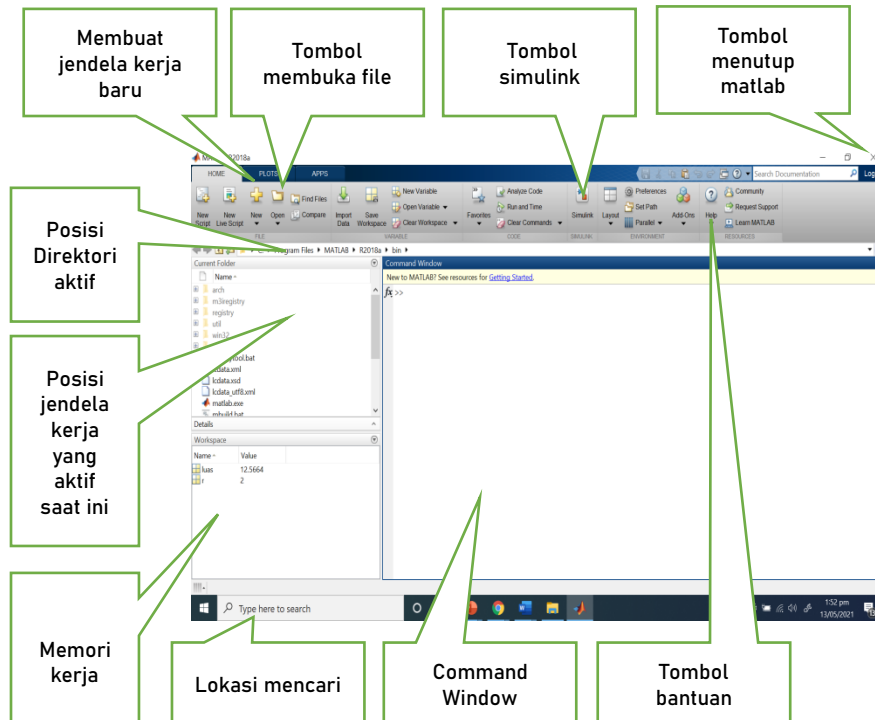 Membuat
jendela kerja
baru
Tombol
membuka file
Tombol
simulink
Tombol
menutup
matlab
2018a
HOME PLOTS APPS
Search Documentation Log
New
Script
New
Live Script
New
Open
Find Files
Compare
Import
Data
Save
Workspace
New Variable
Open Variable
Clear Workspace
Favorites
Analyze Code
Run and Time
Clear Commands
Simulink
Layout
Preferences
Set Path
Parallel
Add-Ons
Help
Community
Request Support
Learn MATLAB
FILE VARIABLE CODE SIMULINK ENVIRONMENT RESOURCES
Program Files MATLAB R2018a bin
Posisi
Direktori
aktif
Current Folder
Name
arch
m3iregistry
registry
util
win32
lcdata.xml
lcdata.xsd
lcdata_utf8.xml
matlab.exe
mbuild.bat
Details
Command Window
New to MATLAB? See resources for Getting Started.
fx >>
Posisi
jendela
kerja
yang
aktif
saat ini
Workspace
Name Value
luas 12.5664
r 2
Type here to search
1:52 pm
13/05/2021
Memori
kerja
Lokasi mencari
Command
Window
Tombol
bantuan